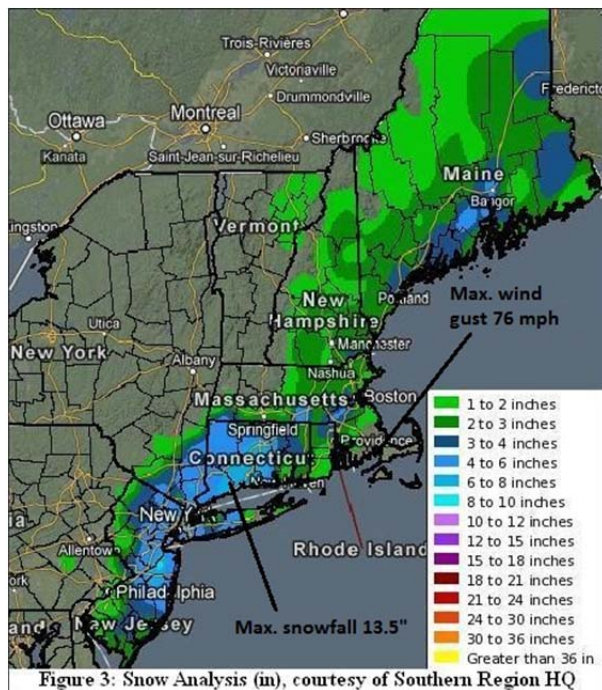 Trois-Rivières
Victoriaville
Drummondville
Ottawa
Montreal
Kanata
Saint-Jean-sur-Richelieu
Sherbrooke
Fredericton
Maine
Bangor
Vermont
New
Hampshire
Portland
Max. wind
gust 76 mph
Utica
New York
Albany
Manchester
Nashua
Massachusetts
Boston
Springfield
Providence
Connecticu
New Haven
New Y
Rhode Island
Allentown
Philadelphia
New Jersey
Max. snowfall 13.5"
1 to 2 inches
2 to 3 inches
3 to 4 inches
4 to 6 inches
6 to 8 inches
8 to 10 inches
10 to 12 inches
12 to 15 inches
15 to 18 inches
18 to 21 inches
21 to 24 inches
24 to 30 inches
30 to 36 inches
Greater than 36 in
Figure 3: Snow Analysis (in), courtesy of Southern Region HQ